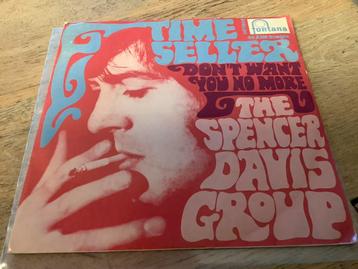 fontana
TIME
SELLER
DON'T WANT
YOU NO MORE
THE
SPENCER
DAVIS
GROUP